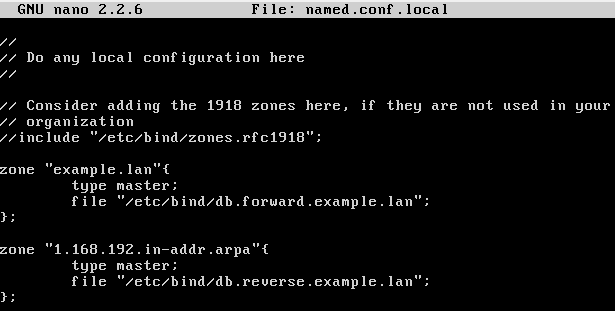 GNU nano 2.2.6 File: named.conf.local
//
// Do any local configuration here
//
// Consider adding the 1918 zones here, if they are not used in your
// organization
//include "/etc/bind/zones.rfc1918";
zone "example.lan"{
type master;
file "/etc/bind/db.forward.example.lan";
};
zone "1.168.192.in-addr.arpa"{
type master;
file "/etc/bind/db.reverse.example.lan";
};